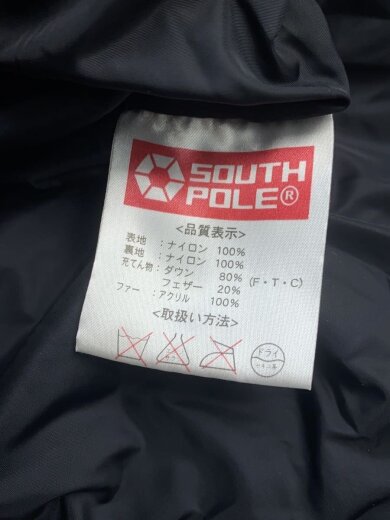 SOUTH
POLE®
<品質表示>
表地 : ナイロン 100%
裏地 : ナイロン 100%
充てん物 : ダウン 80% (F・T・C)
フェザー 20%
ファー : アクリル 100%
<取扱い方法>
ドライ